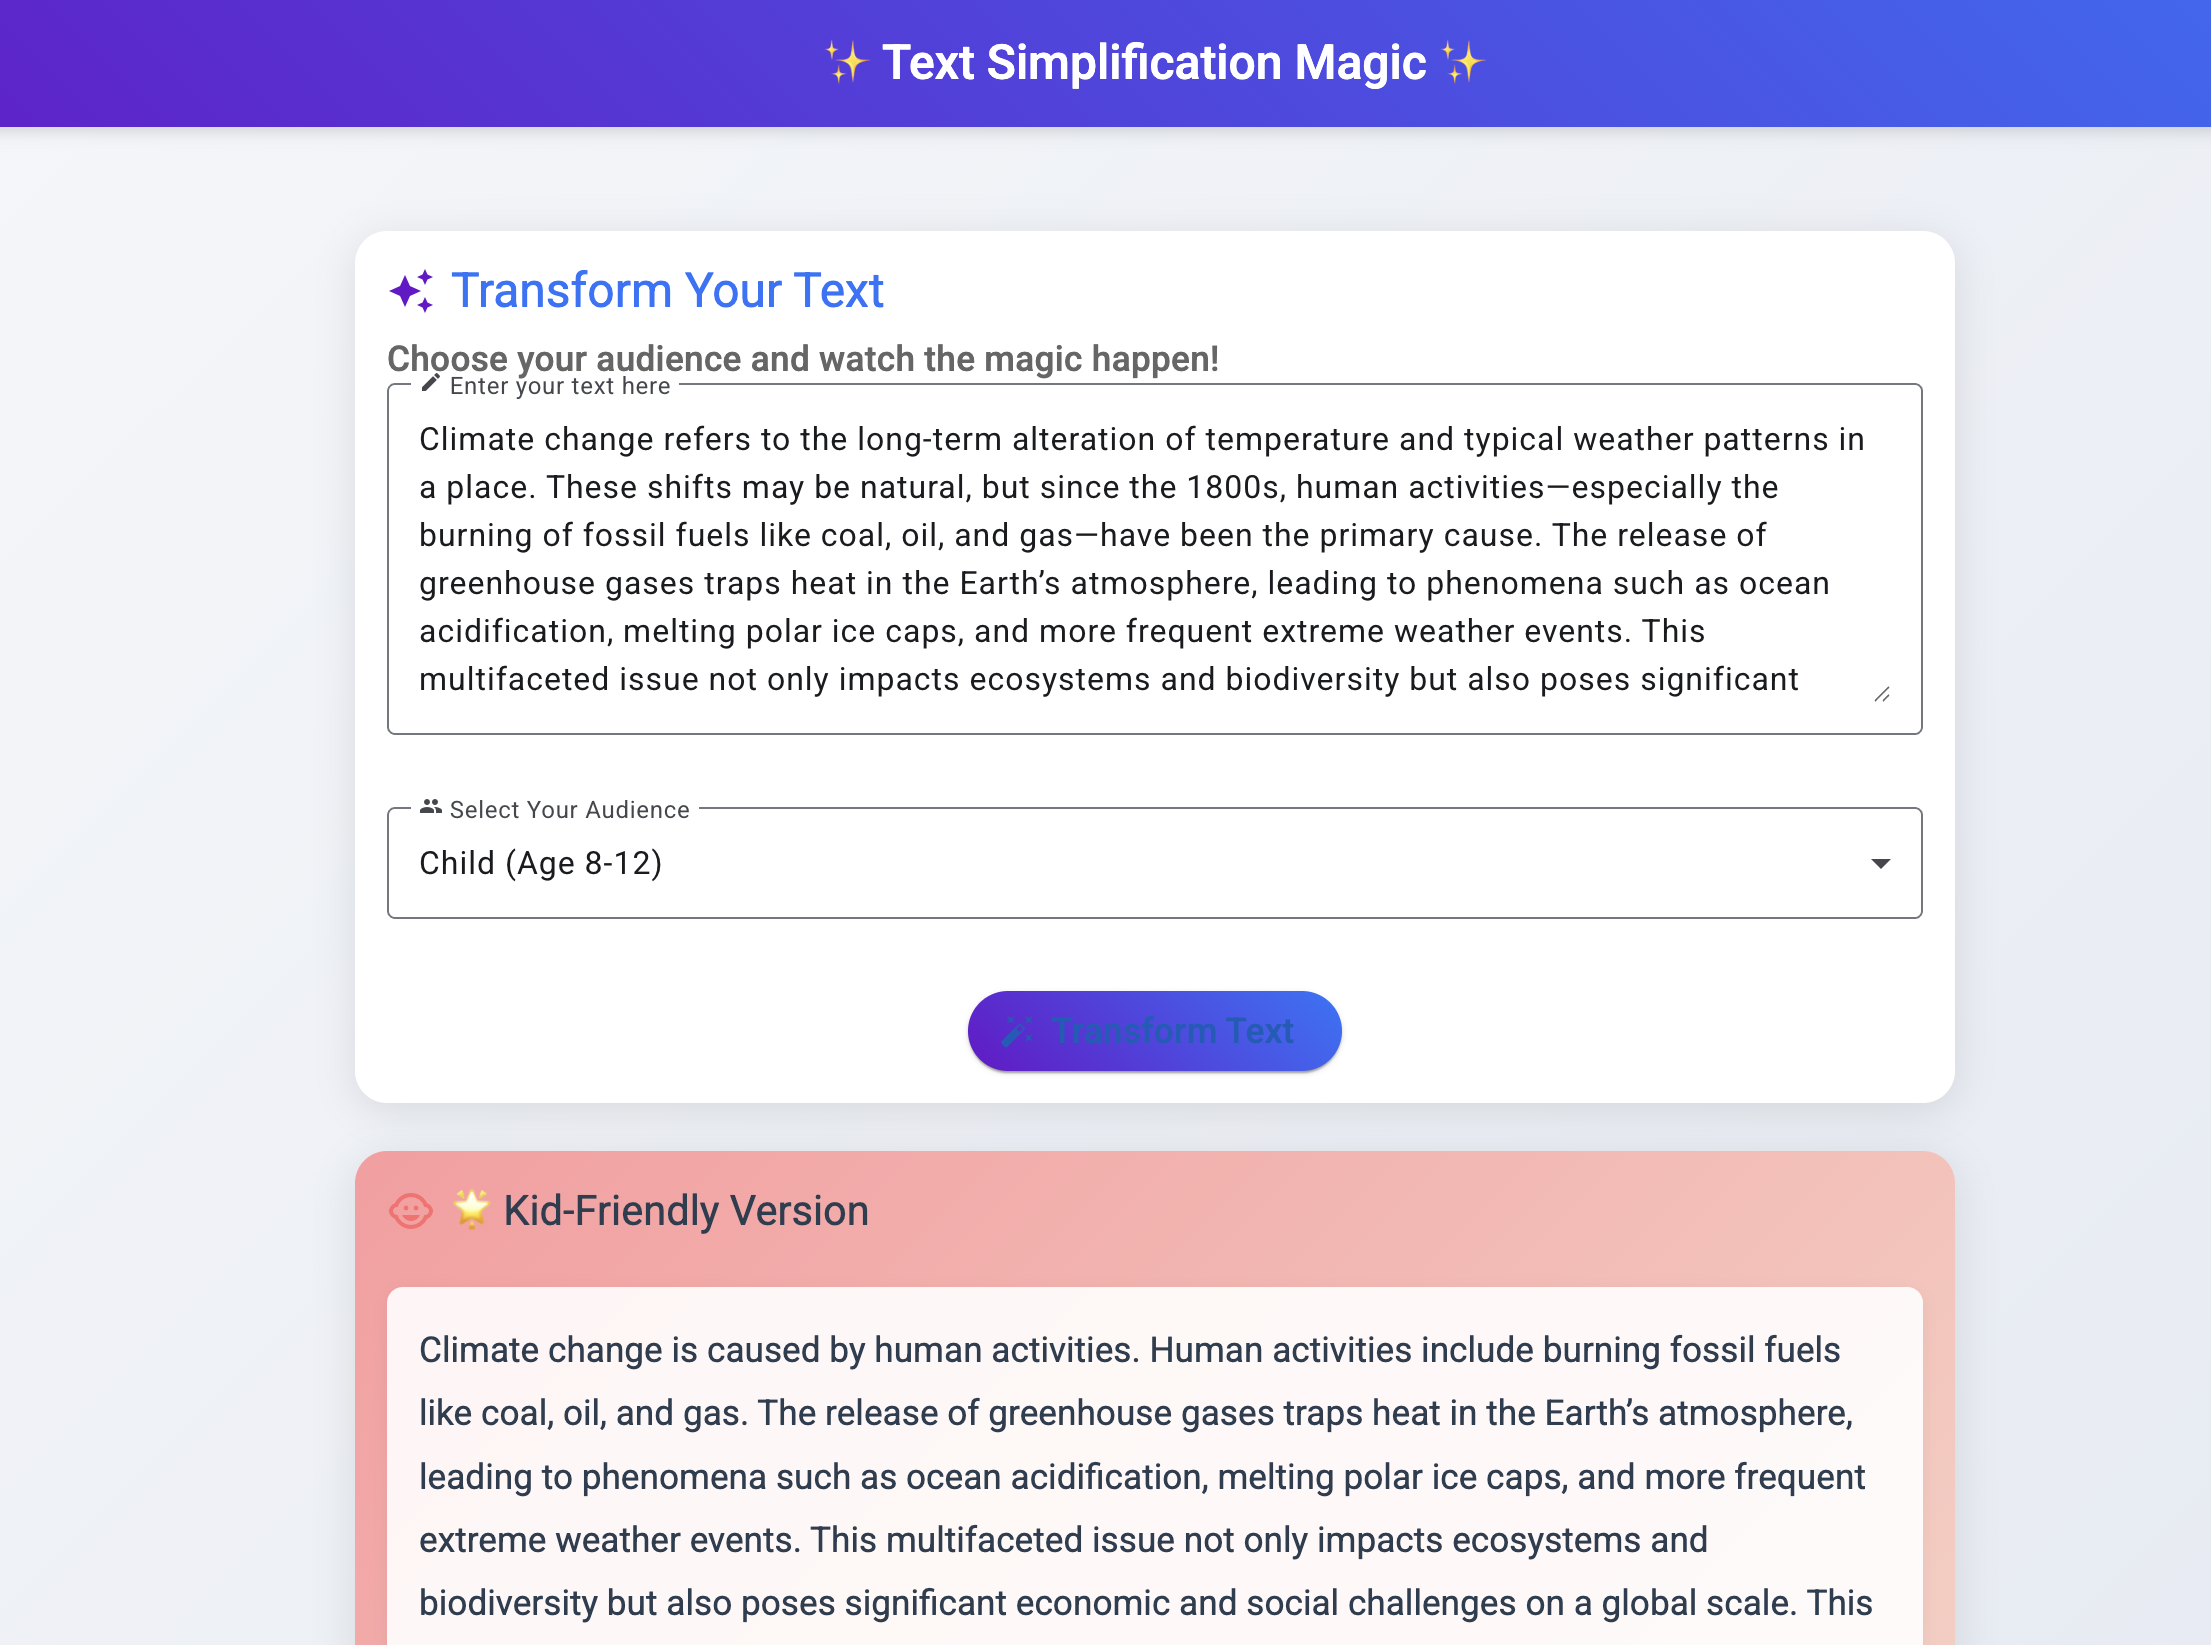 ✨ Text Simplification Magic ✨
Transform Your Text
Choose your audience and watch the magic happen!
Enter your text here
Climate change refers to the long-term alteration of temperature and typical weather patterns in
a place. These shifts may be natural, but since the 1800s, human activities—especially the
burning of fossil fuels like coal, oil, and gas—have been the primary cause. The release of
greenhouse gases traps heat in the Earth’s atmosphere, leading to phenomena such as ocean
acidification, melting polar ice caps, and more frequent extreme weather events. This
multifaceted issue not only impacts ecosystems and biodiversity but also poses significant
Select Your Audience
Child (Age 8-12)
Transform Text
🌟 Kid-Friendly Version
Climate change is caused by human activities. Human activities include burning fossil fuels
like coal, oil, and gas. The release of greenhouse gases traps heat in the Earth’s atmosphere,
leading to phenomena such as ocean acidification, melting polar ice caps, and more frequent
extreme weather events. This multifaceted issue not only impacts ecosystems and
biodiversity but also poses significant economic and social challenges on a global scale. This